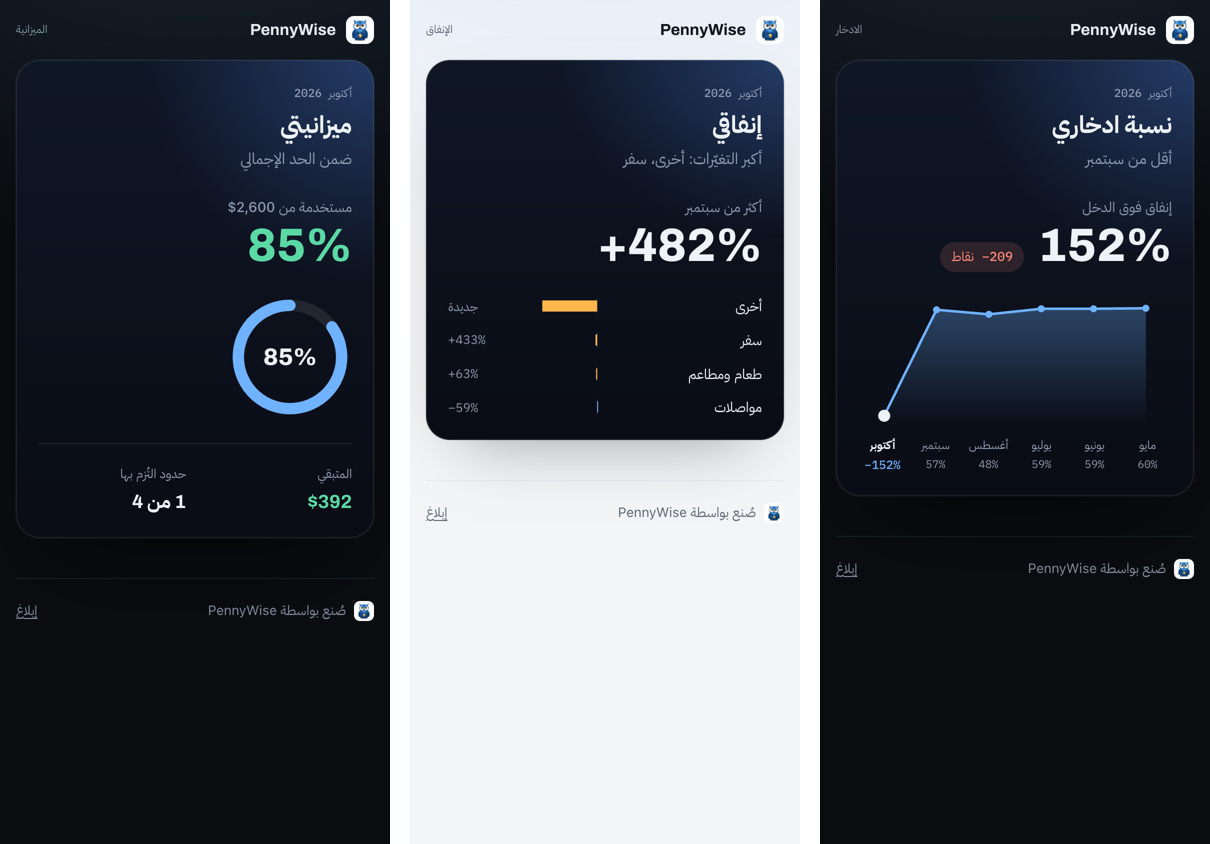 PennyWise
الميزانية
أكتوبر 2026
ميزانيتي
ضمن الحد الإجمالي
مستخدمة من 2,600$
85%
85%
المتبقي
حدود التُزم بها
$392
1 من 4
صُنع بواسطة PennyWise
إبلاغ
PennyWise
الإنفاق
أكتوبر 2026
إنفاقي
أكبر التغيّرات: أخرى، سفر
أكثر من سبتمبر
+482%
أخرى
جديدة
سفر
+433%
طعام ومطاعم
+63%
مواصلات
−59%
صُنع بواسطة PennyWise
إبلاغ
PennyWise
الادخار
أكتوبر 2026
نسبة ادخاري
أقل من سبتمبر
إنفاق فوق الدخل
152%
−209 نقاط
مايو
يونيو
يوليو
أغسطس
سبتمبر
أكتوبر
60%
59%
59%
48%
57%
−152%
صُنع بواسطة PennyWise
إبلاغ